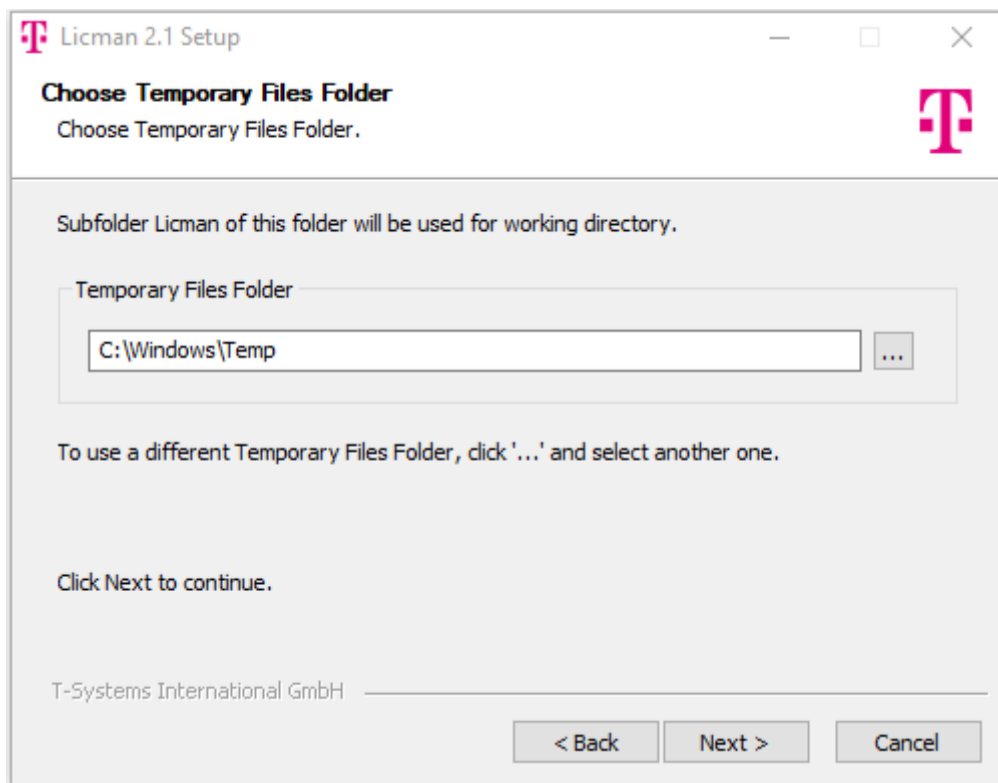 Licman 2.1 Setup
Choose Temporary Files Folder
Choose Temporary Files Folder.
Subfolder Licman of this folder will be used for working directory.
Temporary Files Folder
C:\Windows\Temp
...
To use a different Temporary Files Folder, click '...' and select another one.
Click Next to continue.
T-Systems International GmbH
< Back Next > Cancel